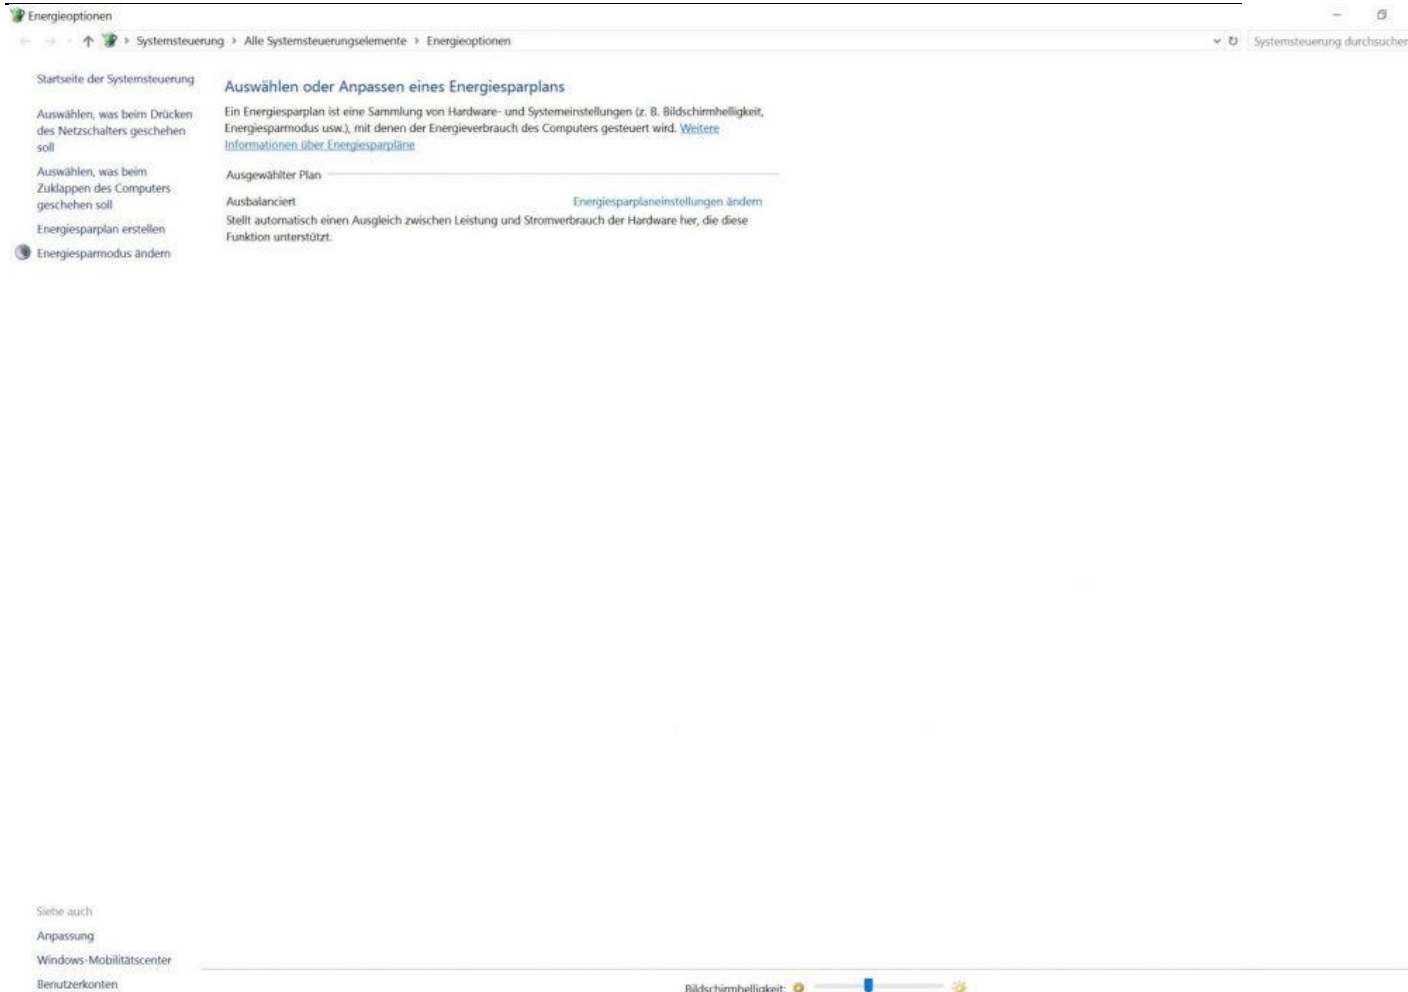 Energieoptionen
Systemsteuerung > Alle Systemsteuerungselemente > Energieoptionen
Systemsteuerung durchsuchen
Startseite der Systemsteuerung
Auswählen, was beim Drücken
des Netzschalters geschehen
soll
Auswählen, was beim
Zuklappen des Computers
geschehen soll
Energiesparplan erstellen
Energiesparmodus ändern
Auswählen oder Anpassen eines Energiesparplans
Ein Energiesparplan ist eine Sammlung von Hardware- und Systemeinstellungen (z. B. Bildschirmhelligkeit,
Energiesparmodus usw.), mit denen der Energieverbrauch des Computers gesteuert wird. Weitere
Informationen über Energiesparpläne
Ausgewählter Plan
Ausbalanciert Energiesparplaneinstellungen ändern
Stellt automatisch einen Ausgleich zwischen Leistung und Stromverbrauch der Hardware her, die diese
Funktion unterstützt.
Siehe auch
Anpassung
Windows-Mobilitätscenter
Benutzerkonten
Bildschirmhelligkeit: